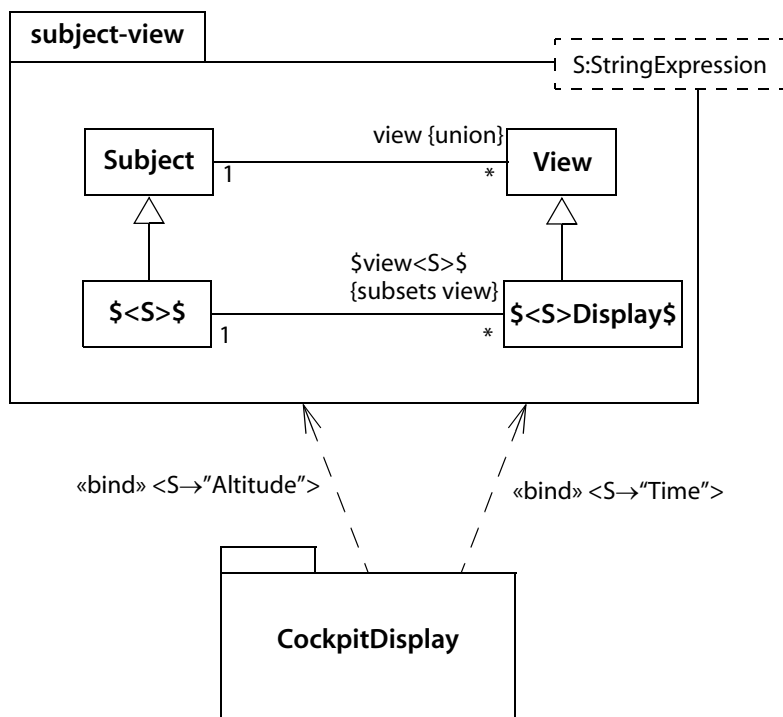 subject-view
S:StringExpression
view {union}
Subject
View
1
*
$view<S>$
{subsets view}
$<S>$
$<S>Display$
1
*
«bind» <S→”Altitude”>
«bind» <S→“Time”>
CockpitDisplay